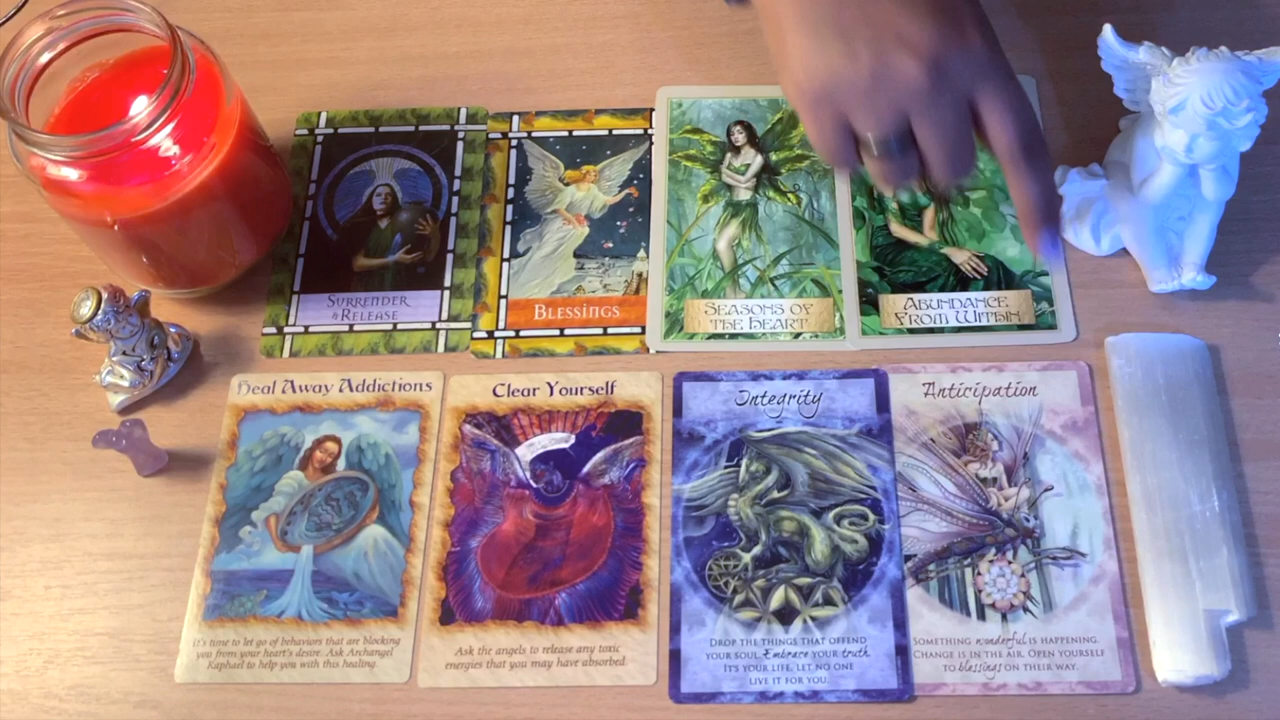 SURRENDER
& RELEASE
BLESSINGS
SEASONS OF
THE HEART
ABUNDANCE
FROM WITHIN
Heal Away Addictions
It's time to let go of behaviors that are blocking
you from your heart's desire. Ask Archangel
Raphael to help you with this healing.
Clear Yourself
Ask the angels to release any toxic
energies that you may have absorbed.
Integrity
DROP THE THINGS THAT OFFEND
YOUR SOUL. Embrace YOUR truth.
IT'S YOUR LIFE, LET NO ONE
LIVE IT FOR YOU.
Anticipation
SOMETHING wonderful IS HAPPENING.
CHANGE IS IN THE AIR. OPEN YOURSELF
TO blessings ON THEIR WAY.